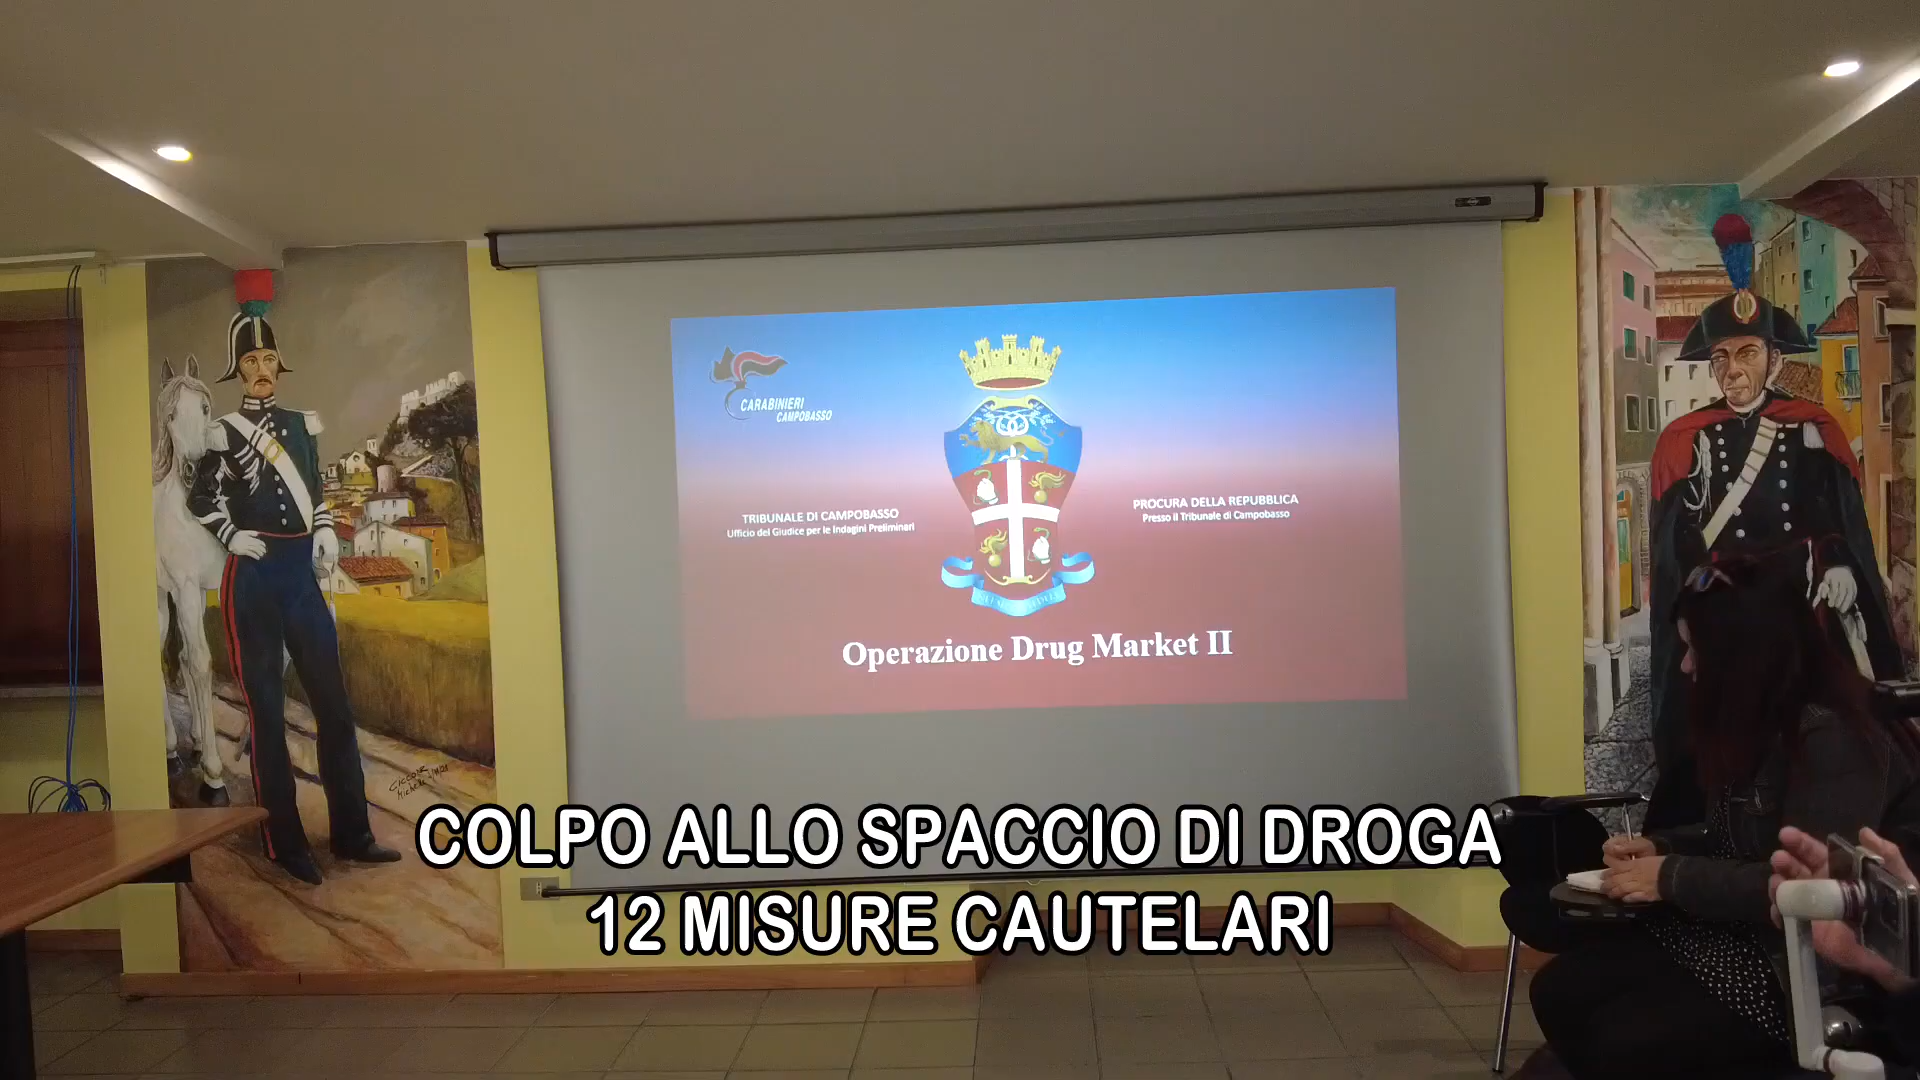 CARABINIERI
CAMPOBASSO
TRIBUNALE DI CAMPOBASSO
Ufficio del Giudice per le Indagini Preliminari
PROCURA DELLA REPUBBLICA
Presso il Tribunale di Campobasso
Operazione Drug Market II
COLPO ALLO SPACCIO DI DROGA
12 MISURE CAUTELARI